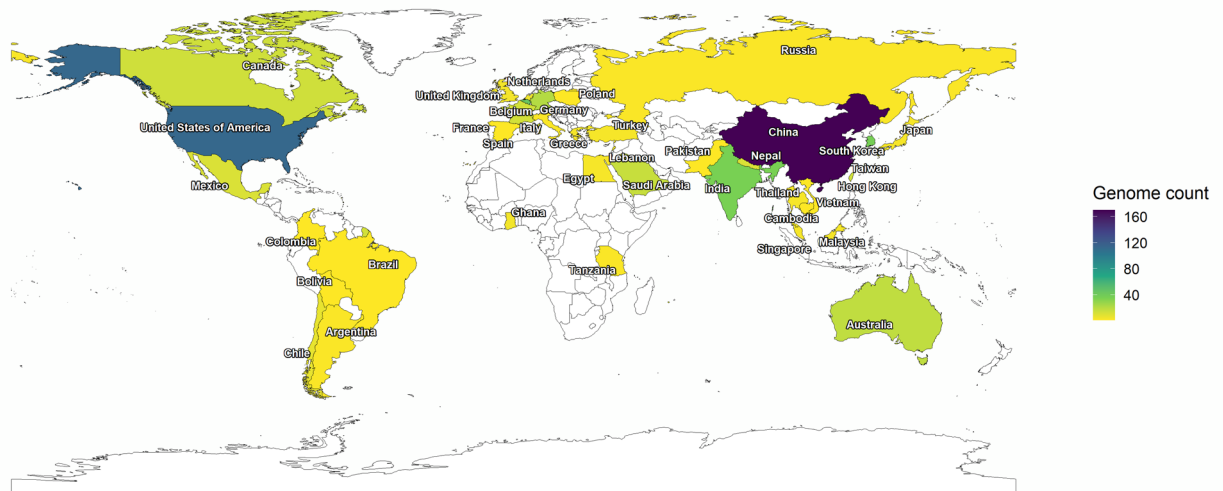 Russia
Canada
Netherlands
United Kingdom
Poland
Belgium
Germany
United States of America
France
Italy
Turkey
China
Japan
Spain
Greece
Pakistan
South Korea
Lebanon
Nepal
Taiwan
Mexico
Egypt
Saudi Arabia
India
Thailand
Hong Kong
Genome count
Vietnam
Ghana
Cambodia
160
Colombia
Singapore
Malaysia
120
Brazil
Tanzania
80
Bolivia
40
Argentina
Australia
Chile